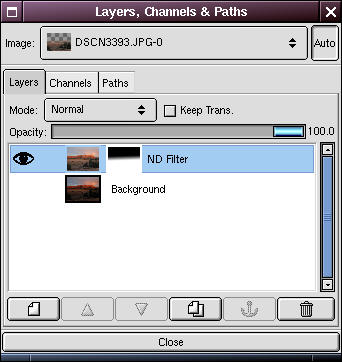 Layers, Channels & Paths
Image: DSCN3393.JPG-0 Auto
Layers Channels Paths
Mode: Normal Keep Trans.
Opacity: 100.0
ND Filter
Background
Close